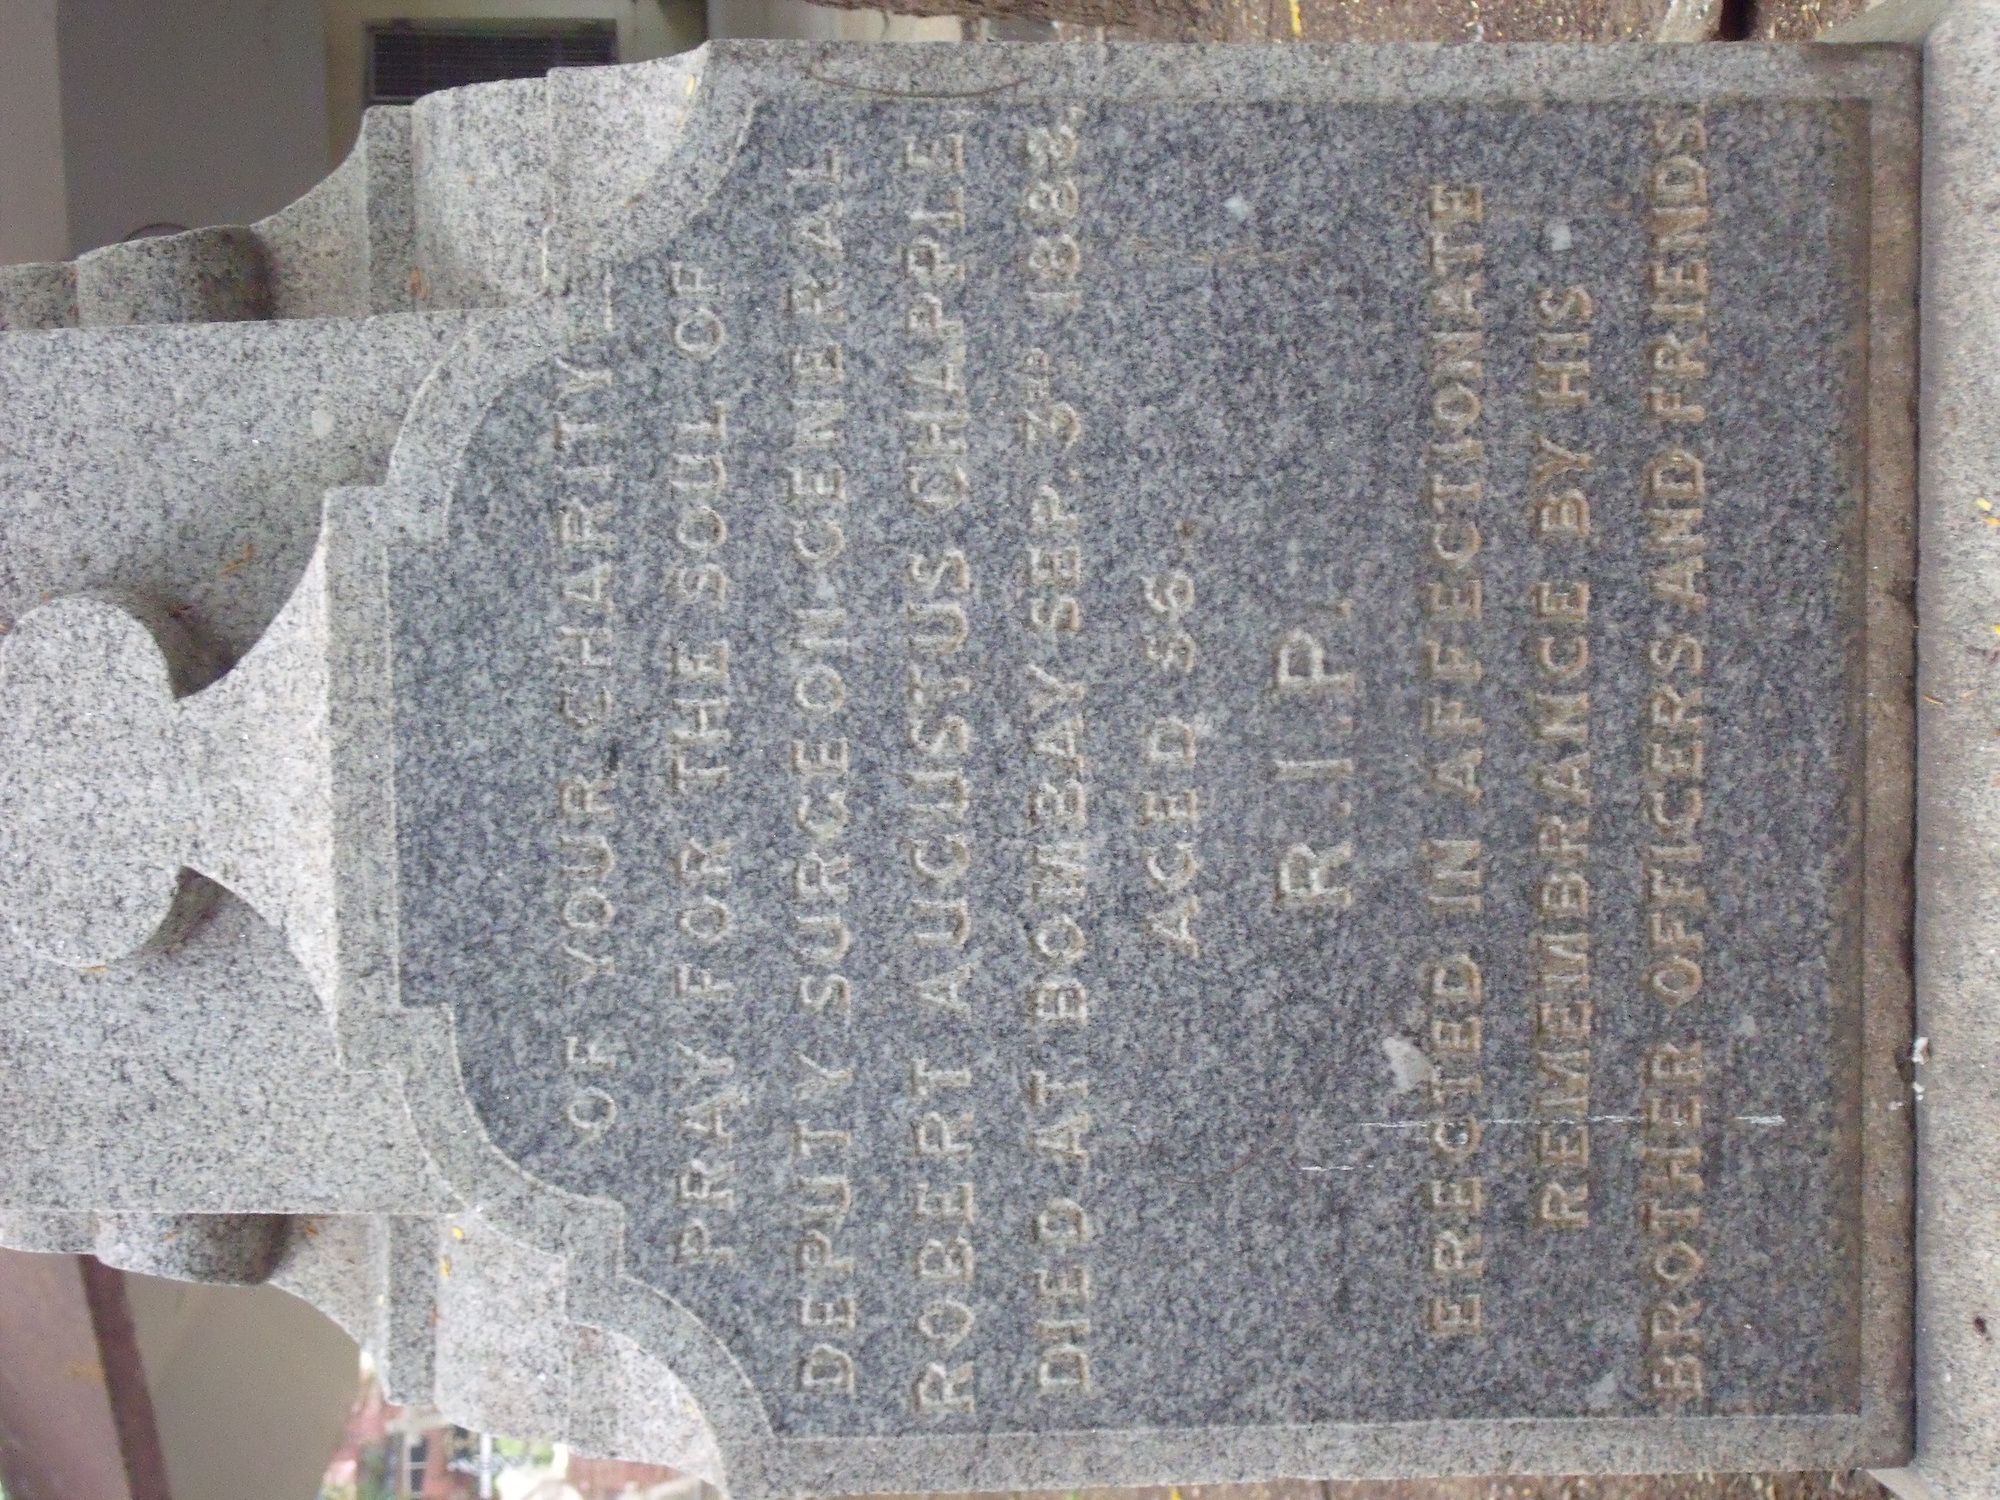 OF YOUR CHARITY —
PRAY FOR THE SOUL OF
DEPUTY SURGEON GENERAL
ROBERT AUGUSTUS CHAPPLE,
DIED AT BOMBAY SEP. 3RD 1883,
AGED 56
R.I.P.
ERECTED IN AFFECTIONATE
REMEMBRANCE BY HIS
BROTHER OFFICERS AND FRIENDS.